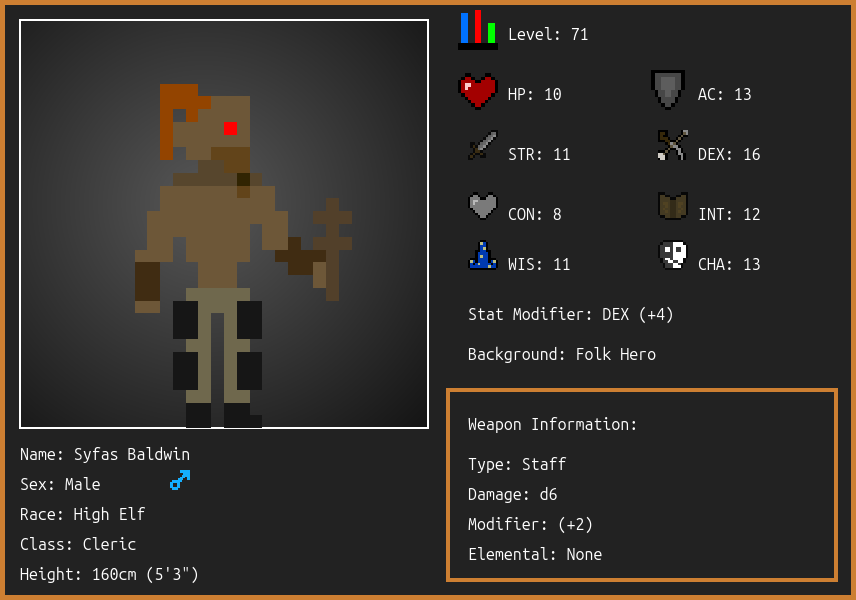 Level: 71
HP: 10
AC: 13
STR: 11
DEX: 16
CON: 8
INT: 12
WIS: 11
CHA: 13
Stat Modifier: DEX (+4)
Background: Folk Hero
Weapon Information:
Type: Staff
Damage: d6
Modifier: (+2)
Elemental: None
Name: Syfas Baldwin
Sex: Male
Race: High Elf
Class: Cleric
Height: 160cm (5'3")